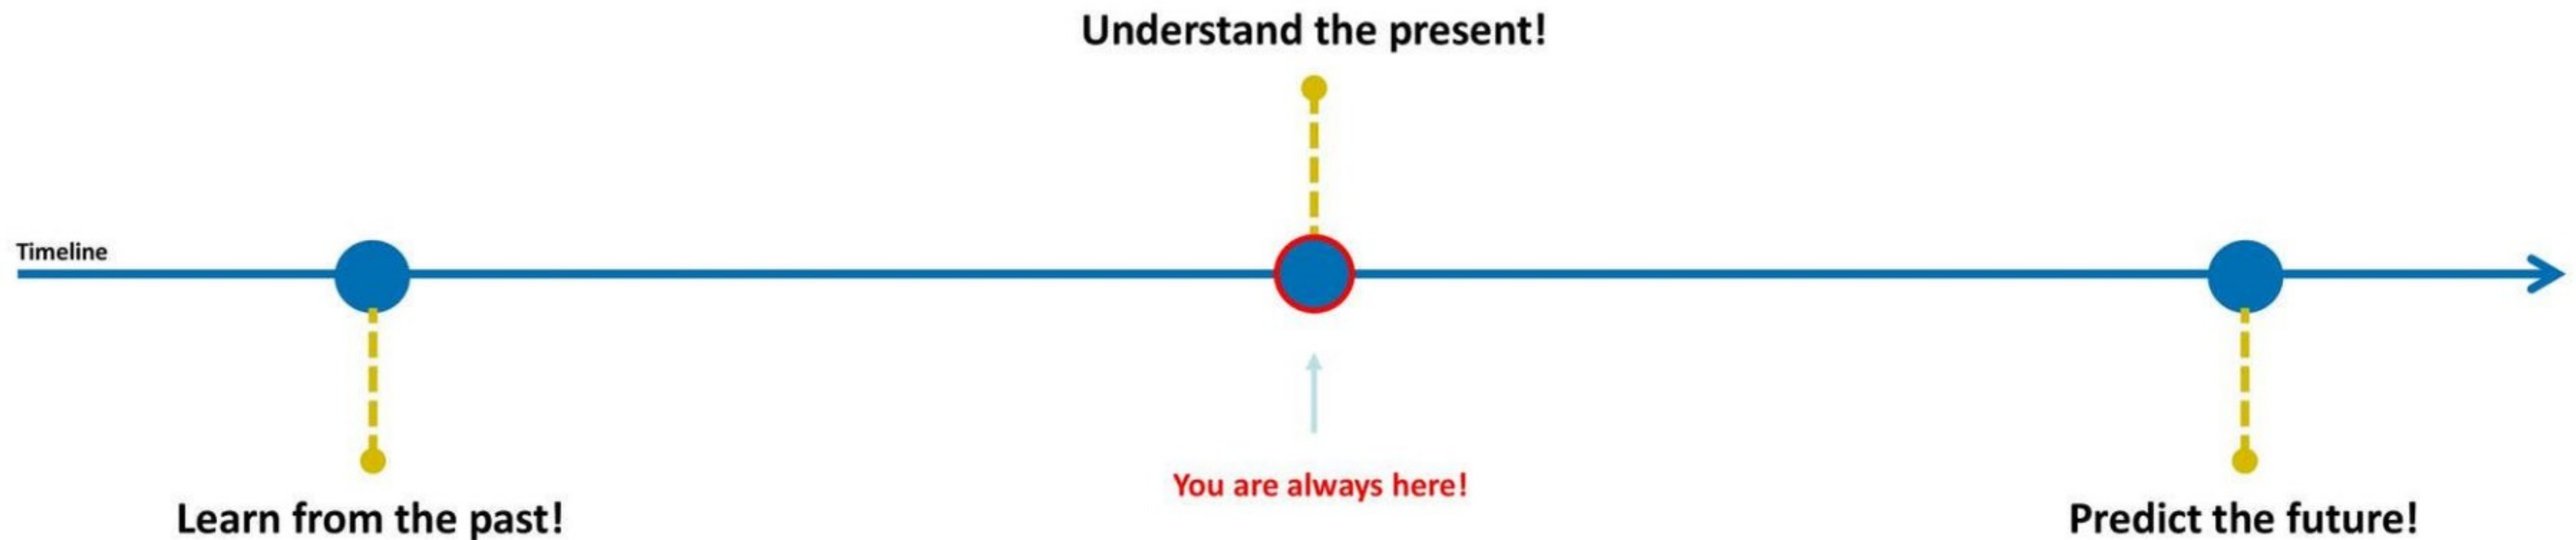 Understand the present!
Timeline
You are always here!
Learn from the past!
Predict the future!